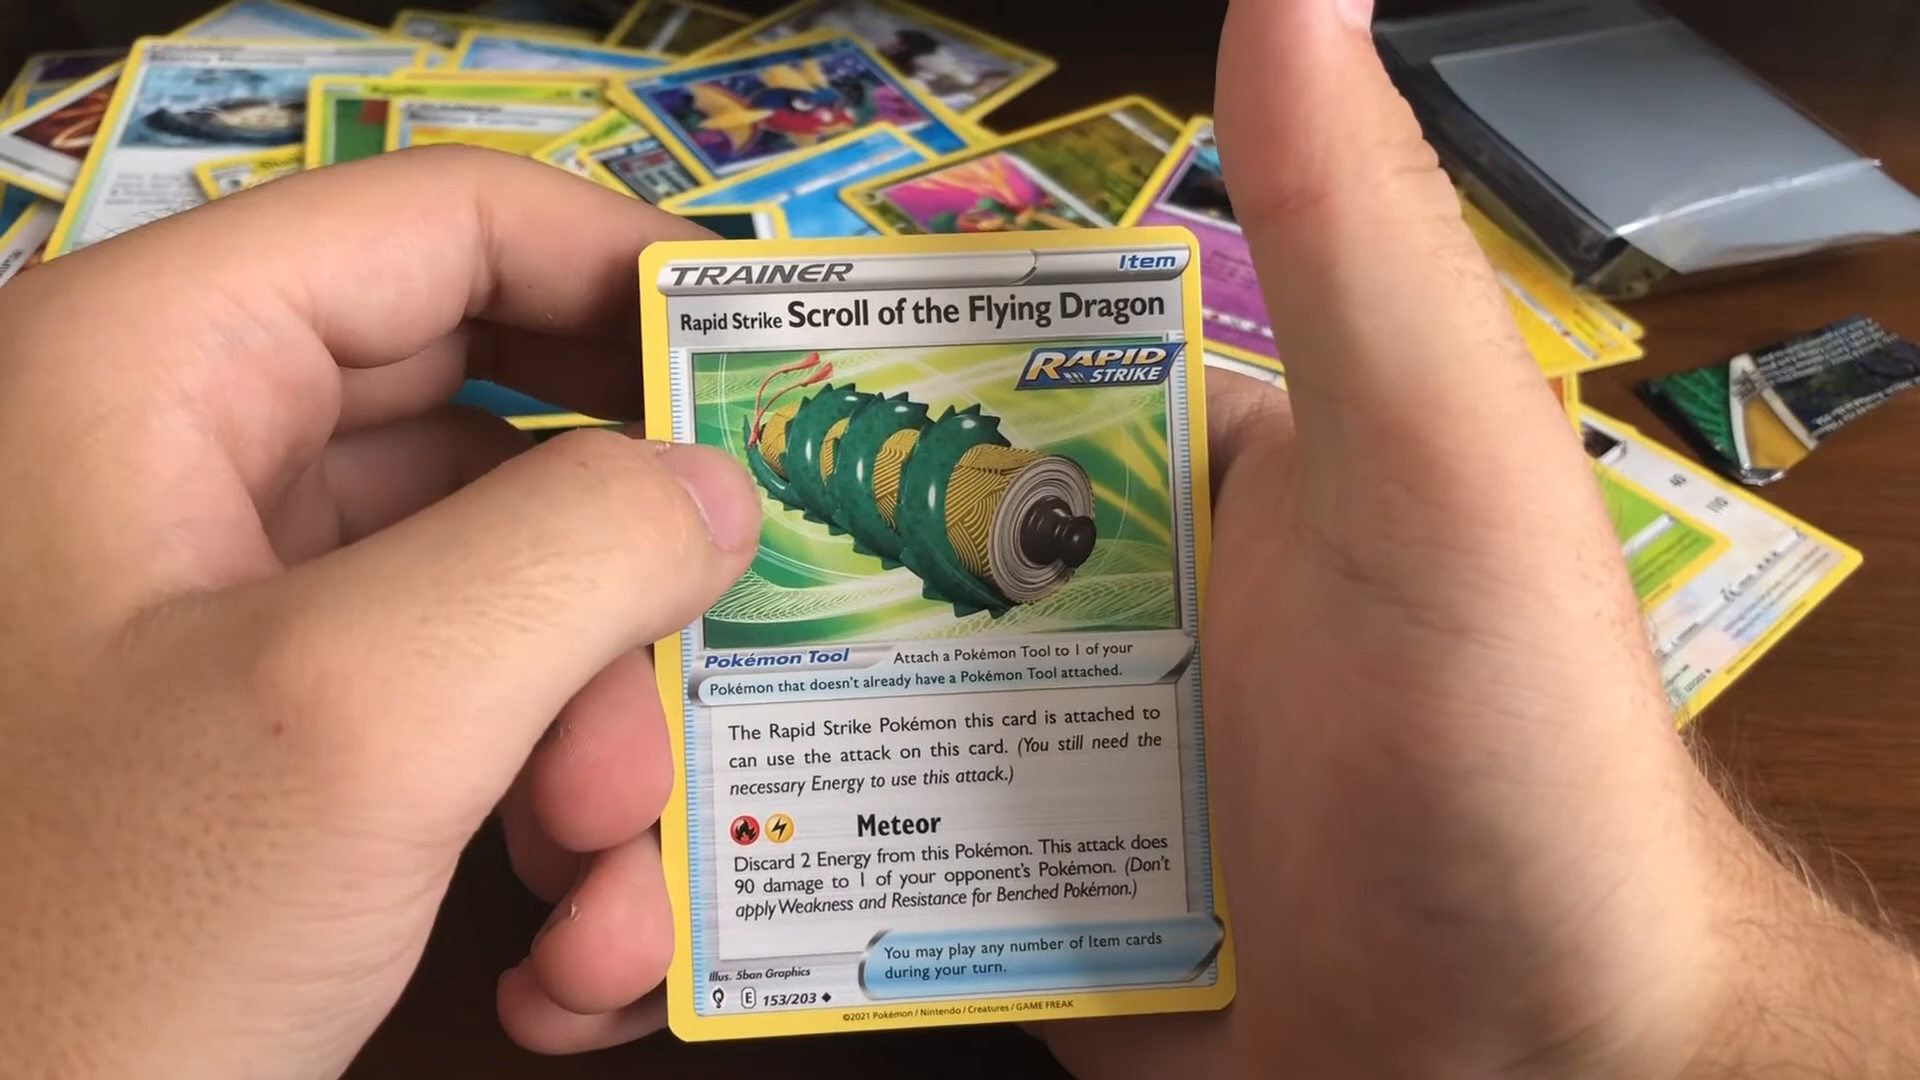 TRAINER
Item
Rapid Strike Scroll of the Flying Dragon
RAPID
STRIKE
Pokémon Tool
Attach a Pokémon Tool to 1 of your
Pokémon that doesn't already have a Pokémon Tool attached.
The Rapid Strike Pokémon this card is attached to
can use the attack on this card. (You still need the
necessary Energy to use this attack.)
Meteor
Discard 2 Energy from this Pokémon. This attack does
90 damage to 1 of your opponent's Pokémon. (Don't
apply Weakness and Resistance for Benched Pokémon.)
You may play any number of Item cards
during your turn.
Illus. 5ban Graphics
E 153/203
©2021 Pokémon / Nintendo / Creatures / GAME FREAK
40
110